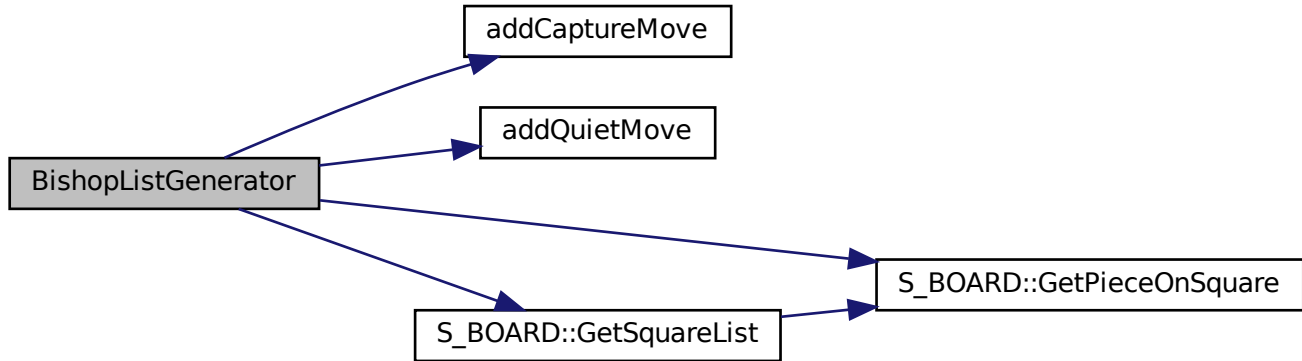 addCaptureMove
addQuietMove
BishopListGenerator
S_BOARD::GetPieceOnSquare
S_BOARD::GetSquareList